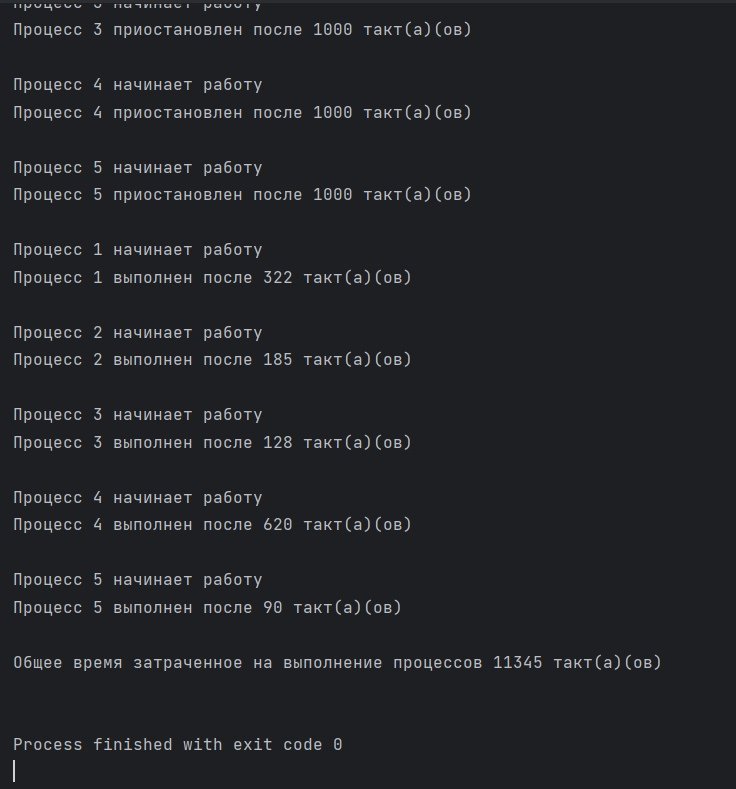 Процесс 3 начинает работу
Процесс 3 приостановлен после 1000 такт(а)(ов)
Процесс 4 начинает работу
Процесс 4 приостановлен после 1000 такт(а)(ов)
Процесс 5 начинает работу
Процесс 5 приостановлен после 1000 такт(а)(ов)
Процесс 1 начинает работу
Процесс 1 выполнен после 322 такт(а)(ов)
Процесс 2 начинает работу
Процесс 2 выполнен после 185 такт(а)(ов)
Процесс 3 начинает работу
Процесс 3 выполнен после 128 такт(а)(ов)
Процесс 4 начинает работу
Процесс 4 выполнен после 620 такт(а)(ов)
Процесс 5 начинает работу
Процесс 5 выполнен после 90 такт(а)(ов)
Общее время затраченное на выполнение процессов 11345 такт(а)(ов)
Process finished with exit code 0